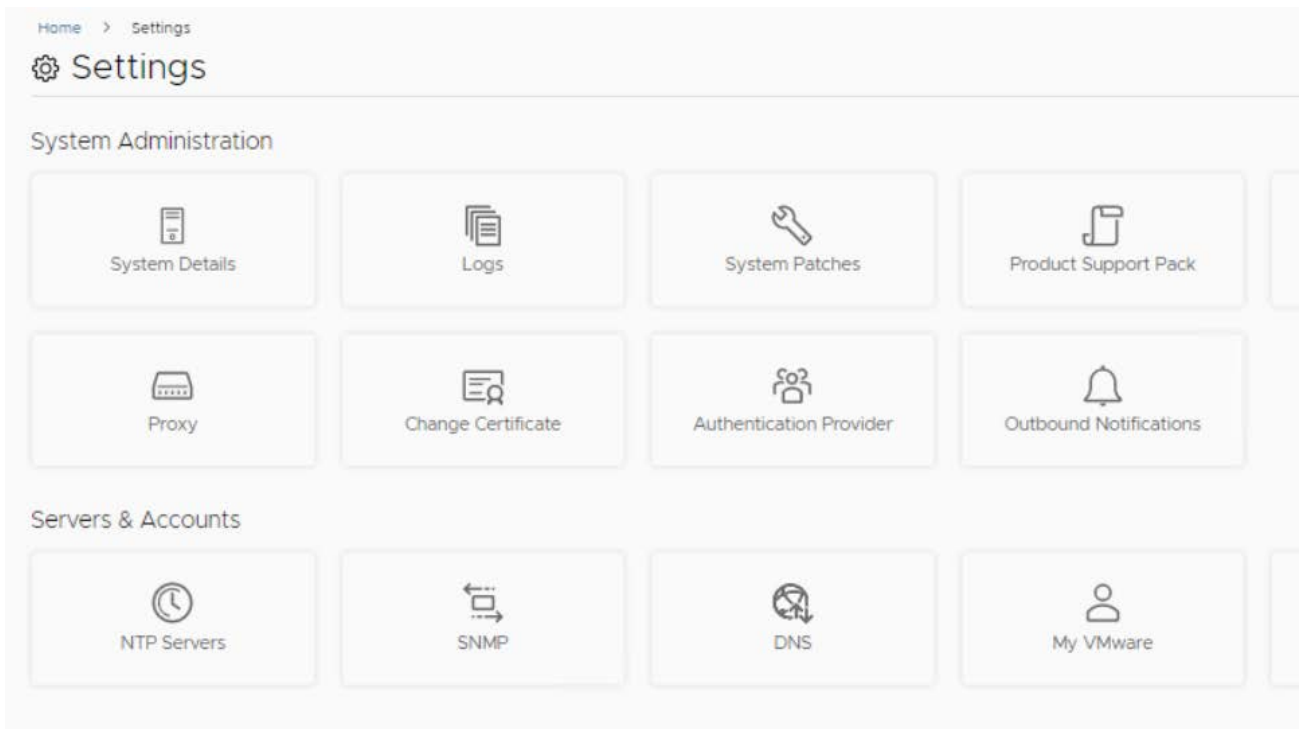 Home > Settings
Settings
System Administration
System Details
Logs
System Patches
Product Support Pack
Proxy
Change Certificate
Authentication Provider
Outbound Notifications
Servers & Accounts
NTP Servers
SNMP
DNS
My VMware